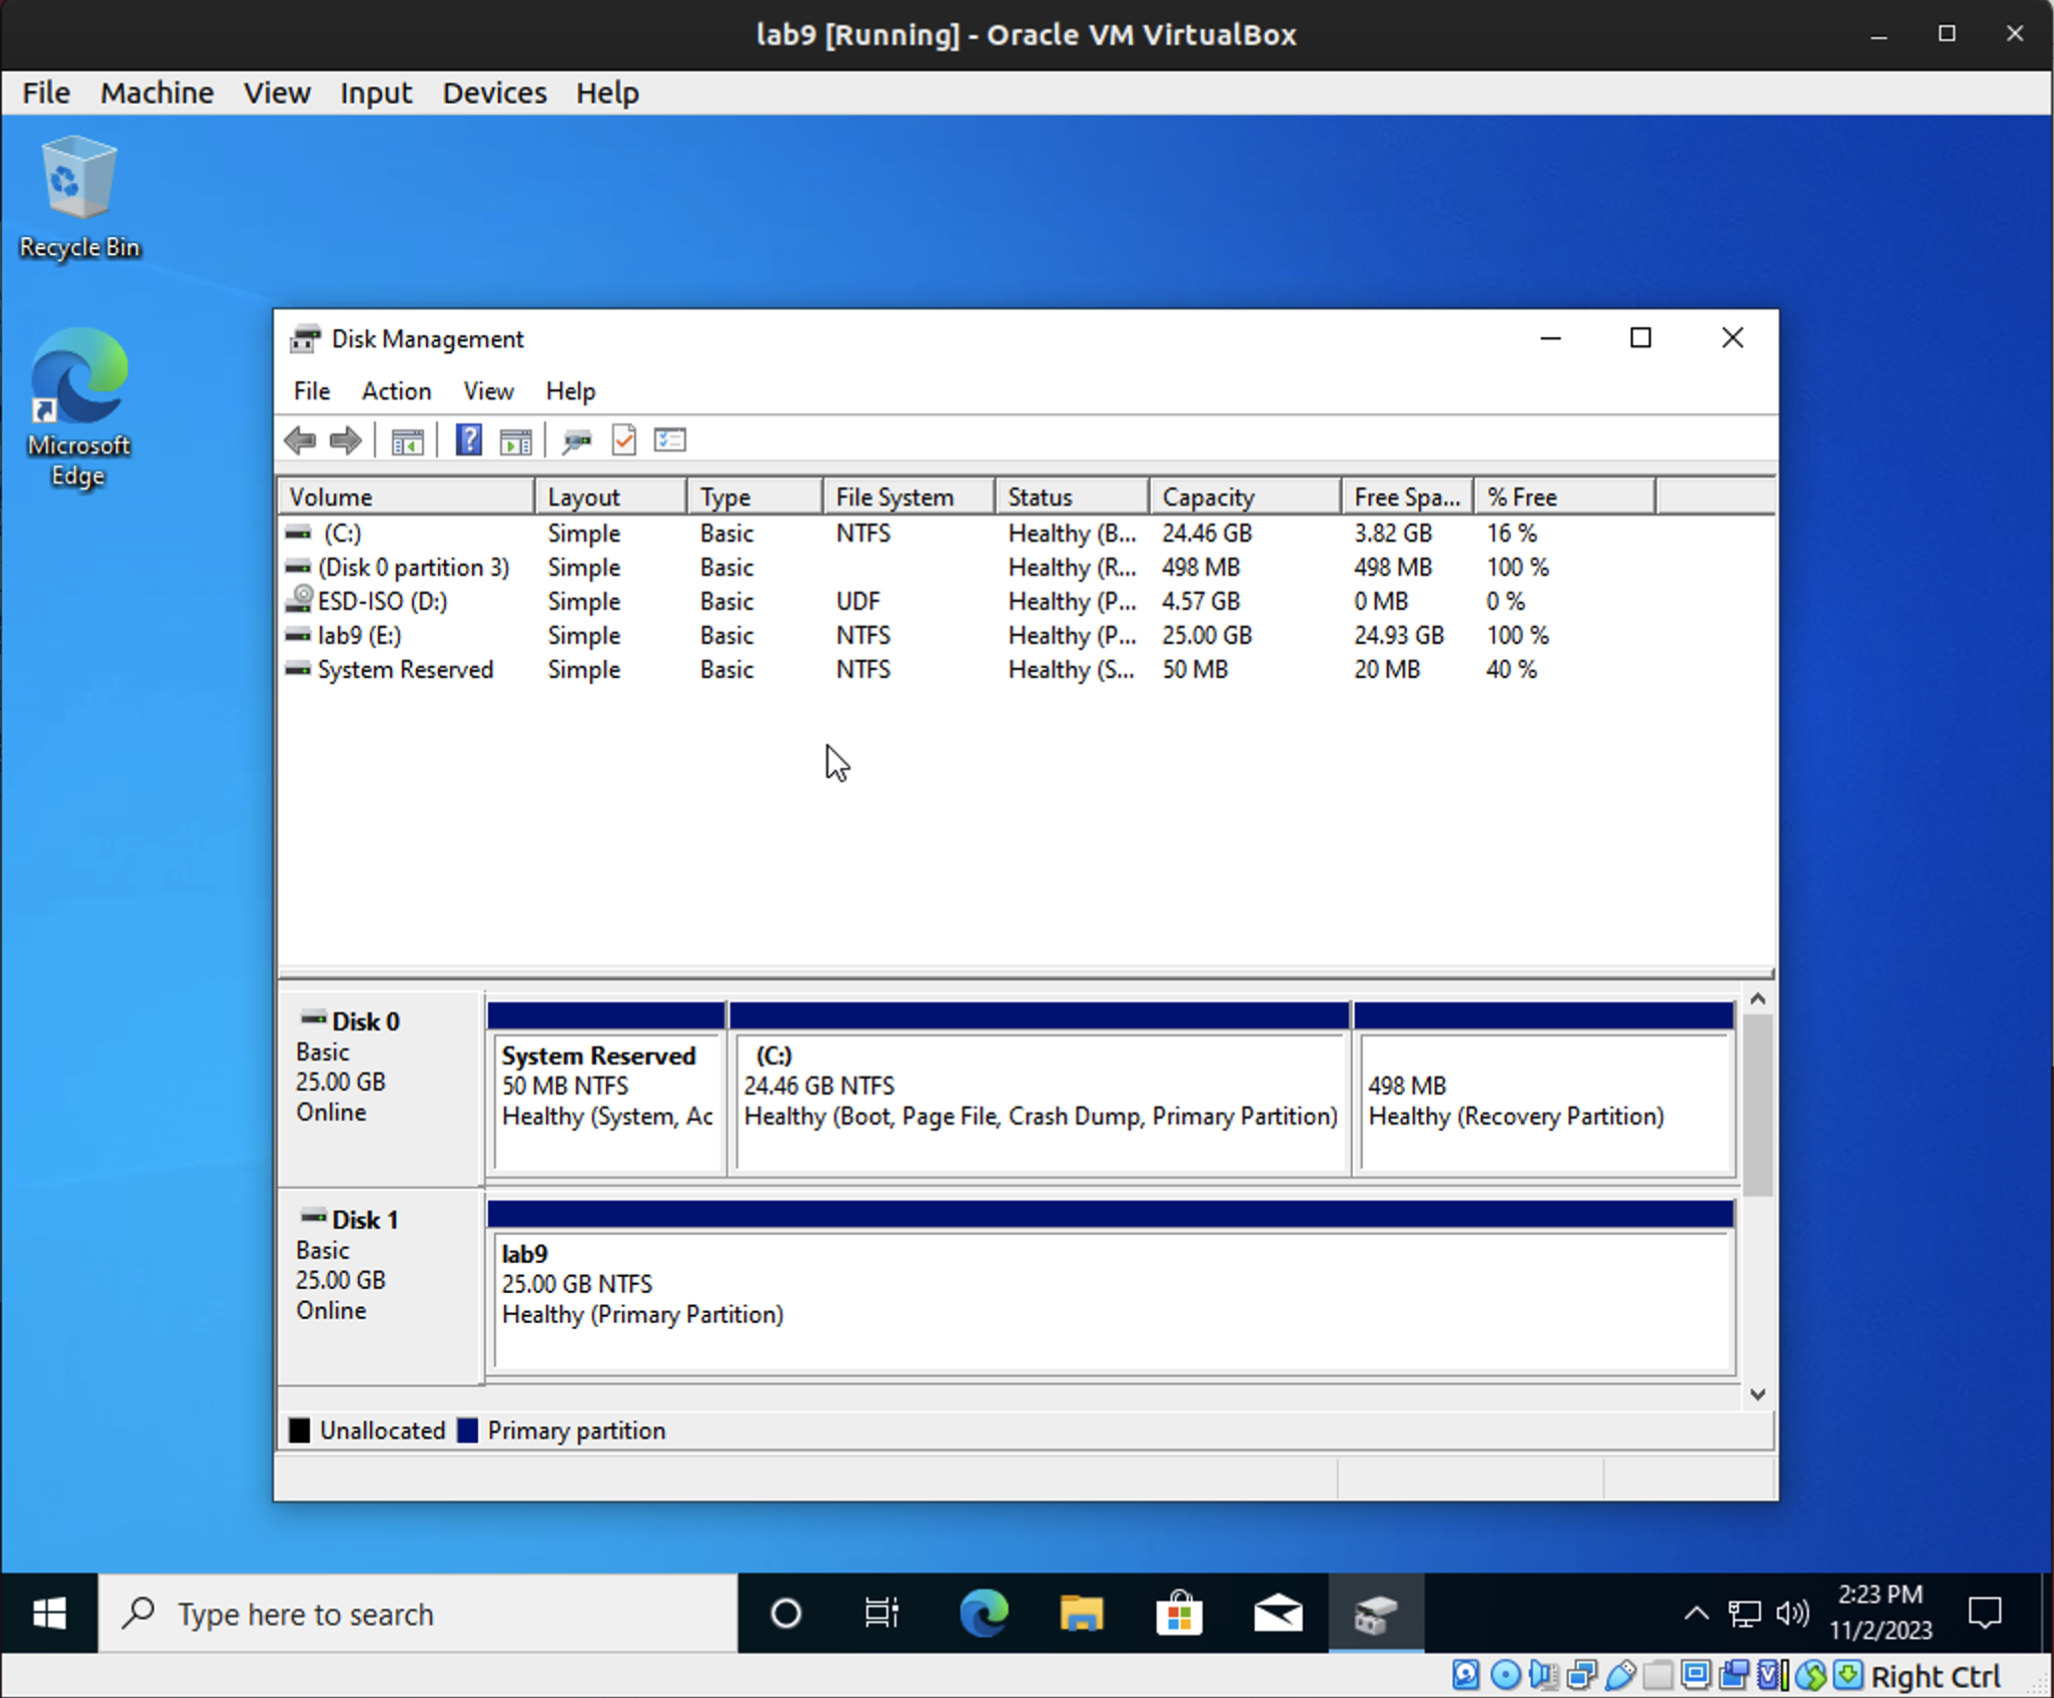 lab9 [Running] - Oracle VM VirtualBox
File Machine View Input Devices Help
Recycle Bin
Microsoft
Edge
Disk Management
File Action View Help
Volume Layout Type File System Status Capacity Free Spa... % Free
(C:) Simple Basic NTFS Healthy (B... 24.46 GB 3.82 GB 16 %
(Disk 0 partition 3) Simple Basic Healthy (R... 498 MB 498 MB 100 %
ESD-ISO (D:) Simple Basic UDF Healthy (P... 4.57 GB 0 MB 0 %
lab9 (E:) Simple Basic NTFS Healthy (P... 25.00 GB 24.93 GB 100 %
System Reserved Simple Basic NTFS Healthy (S... 50 MB 20 MB 40 %
Disk 0
Basic
25.00 GB
Online
System Reserved
50 MB NTFS
Healthy (System, Ac
(C:)
24.46 GB NTFS
Healthy (Boot, Page File, Crash Dump, Primary Partition)
498 MB
Healthy (Recovery Partition)
Disk 1
Basic
25.00 GB
Online
lab9
25.00 GB NTFS
Healthy (Primary Partition)
Unallocated Primary partition
Type here to search
2:23 PM
11/2/2023
Right Ctrl